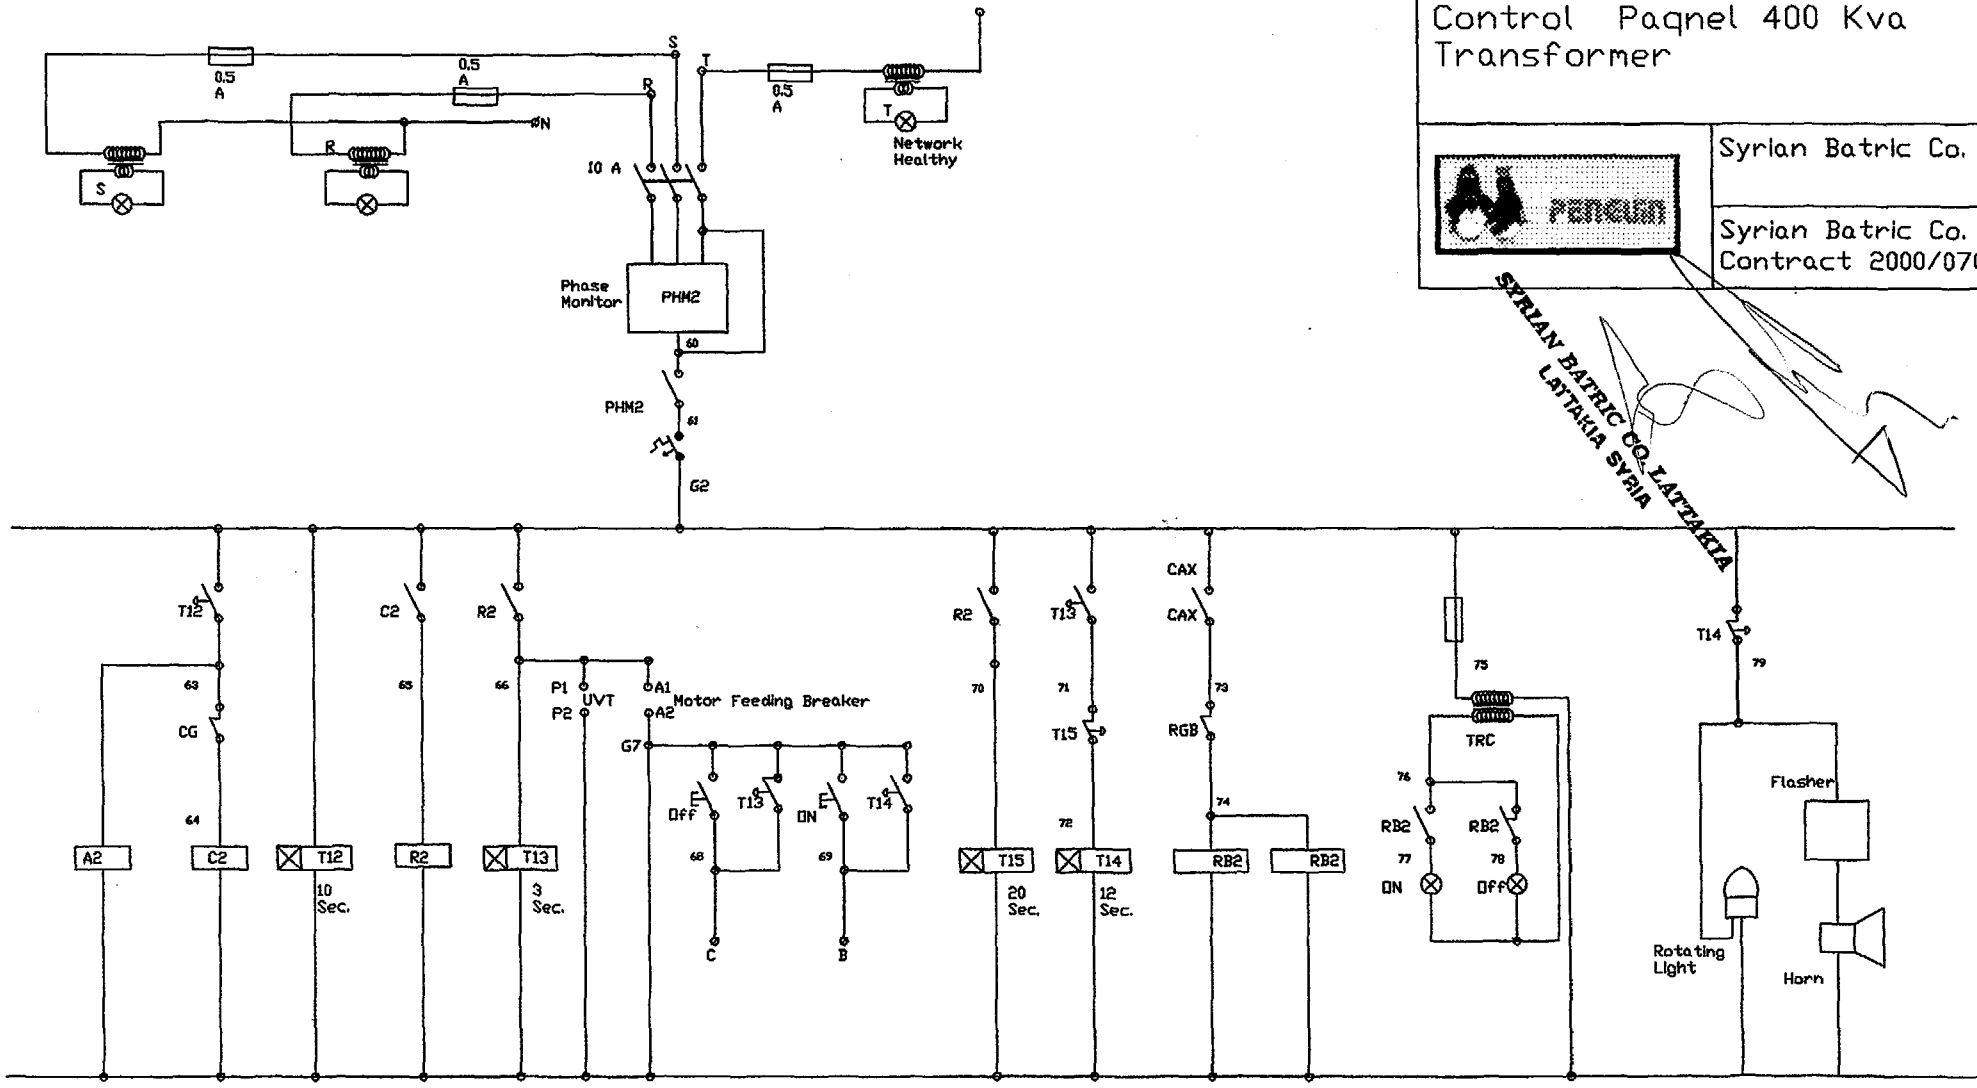 Control Paqnel 400 Kva
Transformer
Syrian Batric Co.
PENGUIN
Syrian Batric Co.
Contract 2000/070
SYRIAN BATRIC CO. LATTAKIA
LATTAKIA SYRIA
S
0.5
A
0.5
A
R
T
0.5
A
N
R
S
T
Network
Healthy
10 A
Phase
Monitor
PHM2
60
PHM2
61
G2
T12
C2
R2
R2
T13
CAX
CAX
T14
63
65
66
P1
UVT
P2
A1
A2
Motor Feeding Breaker
70
71
73
75
79
CG
G7
T15
RGB
TRC
Off
T13
ON
T14
76
Flasher
64
68
69
72
74
RB2
RB2
77
78
ON
Off
A2
C2
T12
R2
T13
T15
T14
RB2
RB2
10
Sec.
3
Sec.
20
Sec.
12
Sec.
C
B
Rotating
Light
Horn